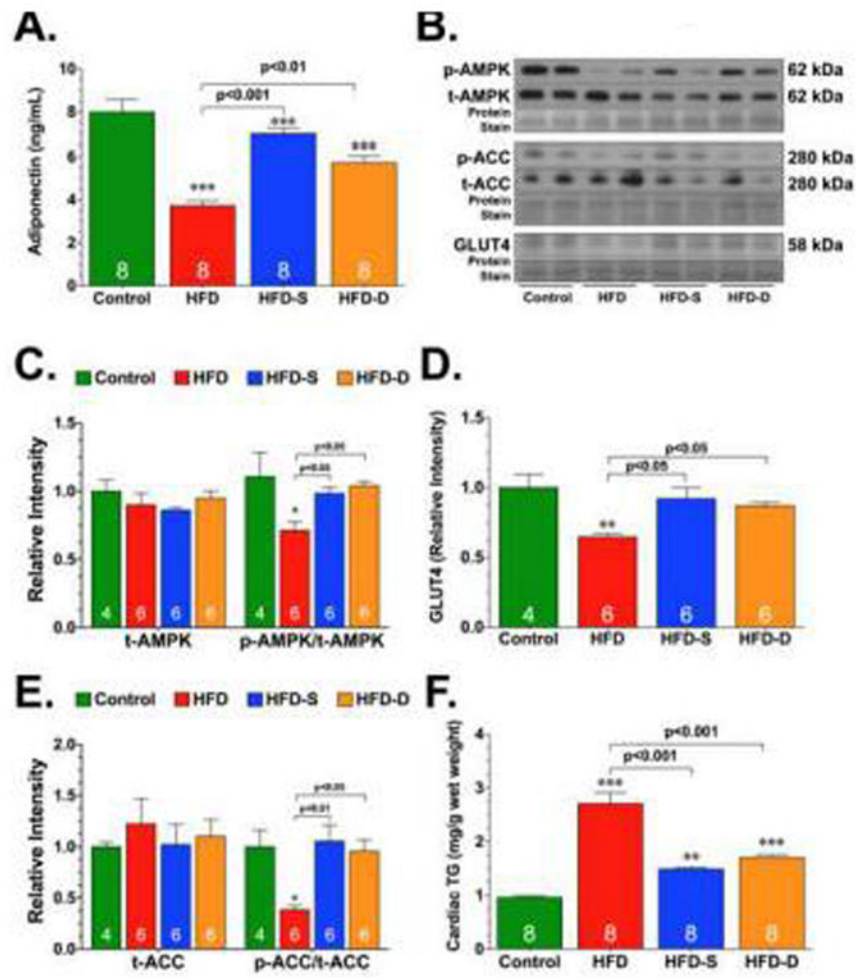 A.
Adiponectin (ng/mL)
10
8
6
4
2
0
p<0.01
p<0.001
***
***
***
8
8
8
8
Control
HFD
HFD-S
HFD-D
B.
p-AMPK
62 kDa
t-AMPK
62 kDa
Protein
Stain
p-ACC
280 kDa
t-ACC
280 kDa
Protein
Stain
GLUT4
58 kDa
Protein
Stain
Control
HFD
HFD-S
HFD-D
C.
Control
HFD
HFD-S
HFD-D
Relative Intensity
1.5
1.0
0.5
0.0
p<0.05
p<0.05
*
4
6
6
6
4
6
6
6
t-AMPK
p-AMPK/t-AMPK
D.
GLUT4 (Relative Intensity)
1.5
1.0
0.5
0.0
p<0.05
p<0.05
**
4
6
6
6
Control
HFD
HFD-S
HFD-D
E.
Control
HFD
HFD-S
HFD-D
Relative Intensity
2.0
1.5
1.0
0.5
0.0
p<0.05
p<0.01
*
4
6
6
6
4
6
6
6
t-ACC
p-ACC/t-ACC
F.
Cardiac TG (mg/g wet weight)
4
3
2
1
0
p<0.001
p<0.001
***
**
***
8
8
8
8
Control
HFD
HFD-S
HFD-D